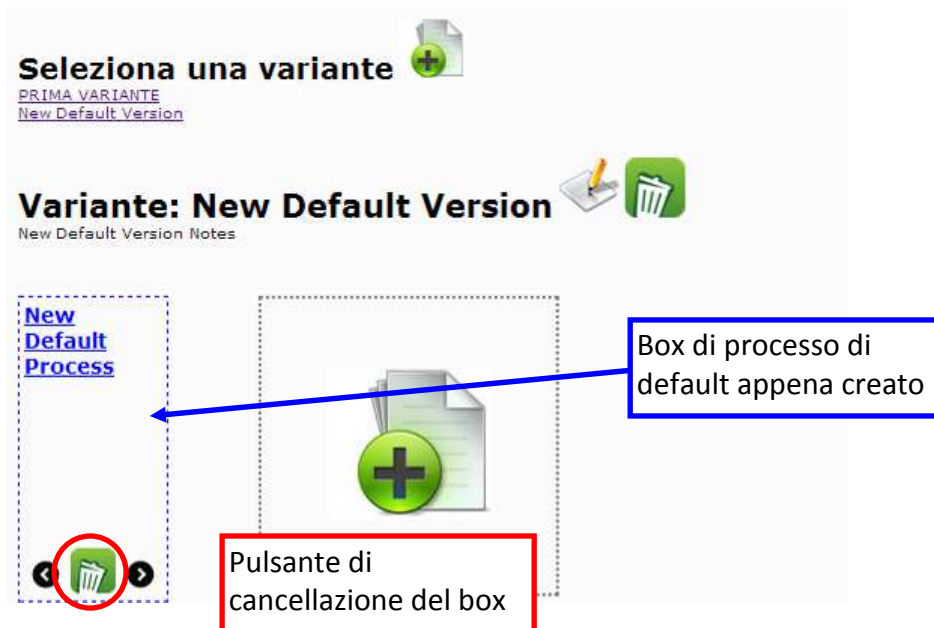 Seleziona una variante
PRIMA VARIANTE
New Default Version
Variante: New Default Version
New Default Version Notes
New
Default
Process
Box di processo di
default appena creato
Pulsante di
cancellazione del box